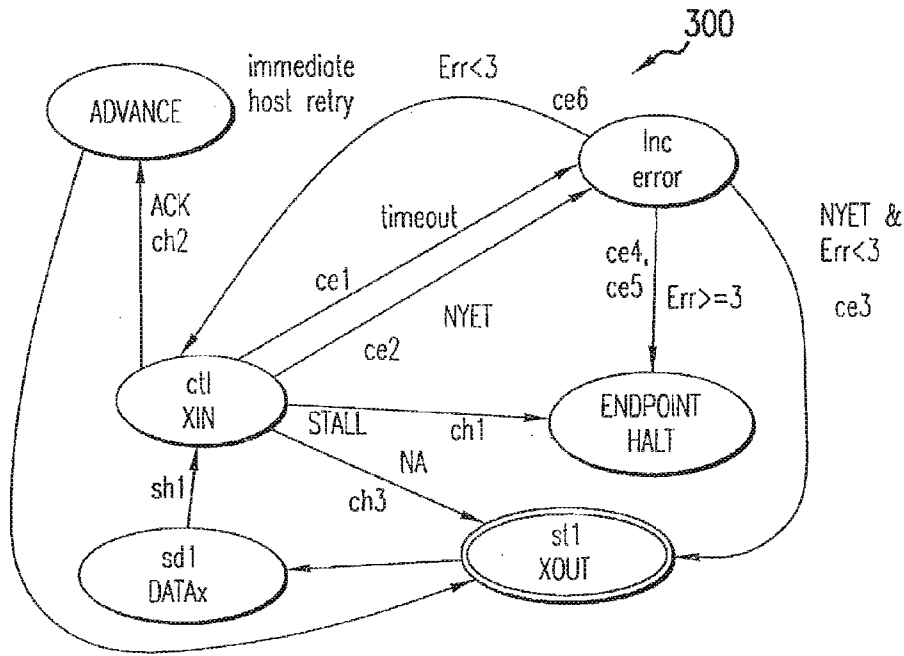 300
immediate
host retry
Err<3
ce6
ADVANCE
Inc
error
ACK
ch2
timeout
ce1
NYET
ce2
ce4,
ce5
Err>=3
NYET &
Err<3
ce3
ctl
XIN
STALL
ch1
ENDPOINT
HALT
NA
ch3
sh1
sd1
DATAx
st1
XOUT